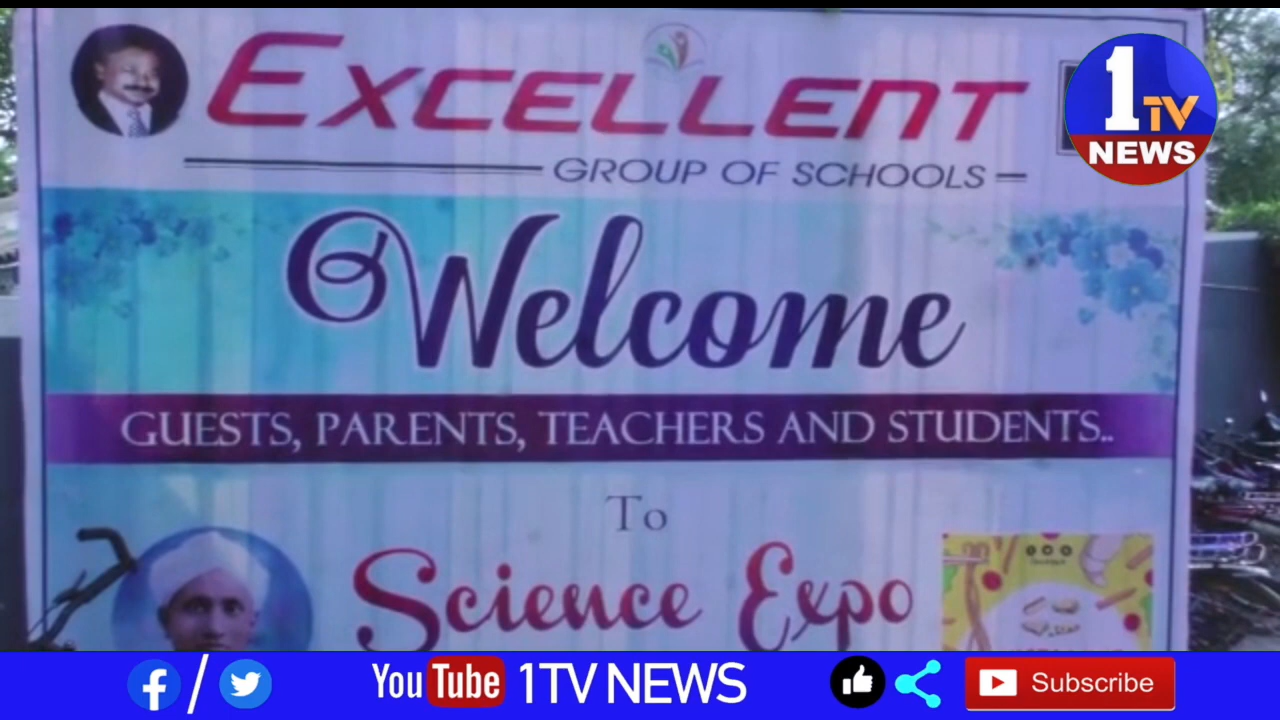 EXCELLENT
GROUP OF SCHOOLS
1TV
NEWS
Welcome
GUESTS, PARENTS, TEACHERS AND STUDENTS..
To
Science Expo
YouTube 1TV NEWS
Subscribe